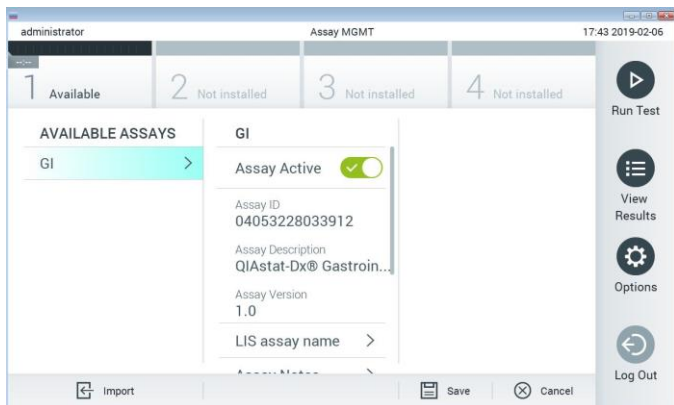 administrator Assay MGMT 17:43 2019-02-06
1 Available 2 Not installed 3 Not installed 4 Not installed
Run Test
AVAILABLE ASSAYS
GI
GI
Assay Active
Assay ID
04053228033912
Assay Description
QIAstat-Dx® Gastroin...
Assay Version
1.0
LIS assay name
Assay Notes
View
Results
Options
Log Out
Import
Save
Cancel